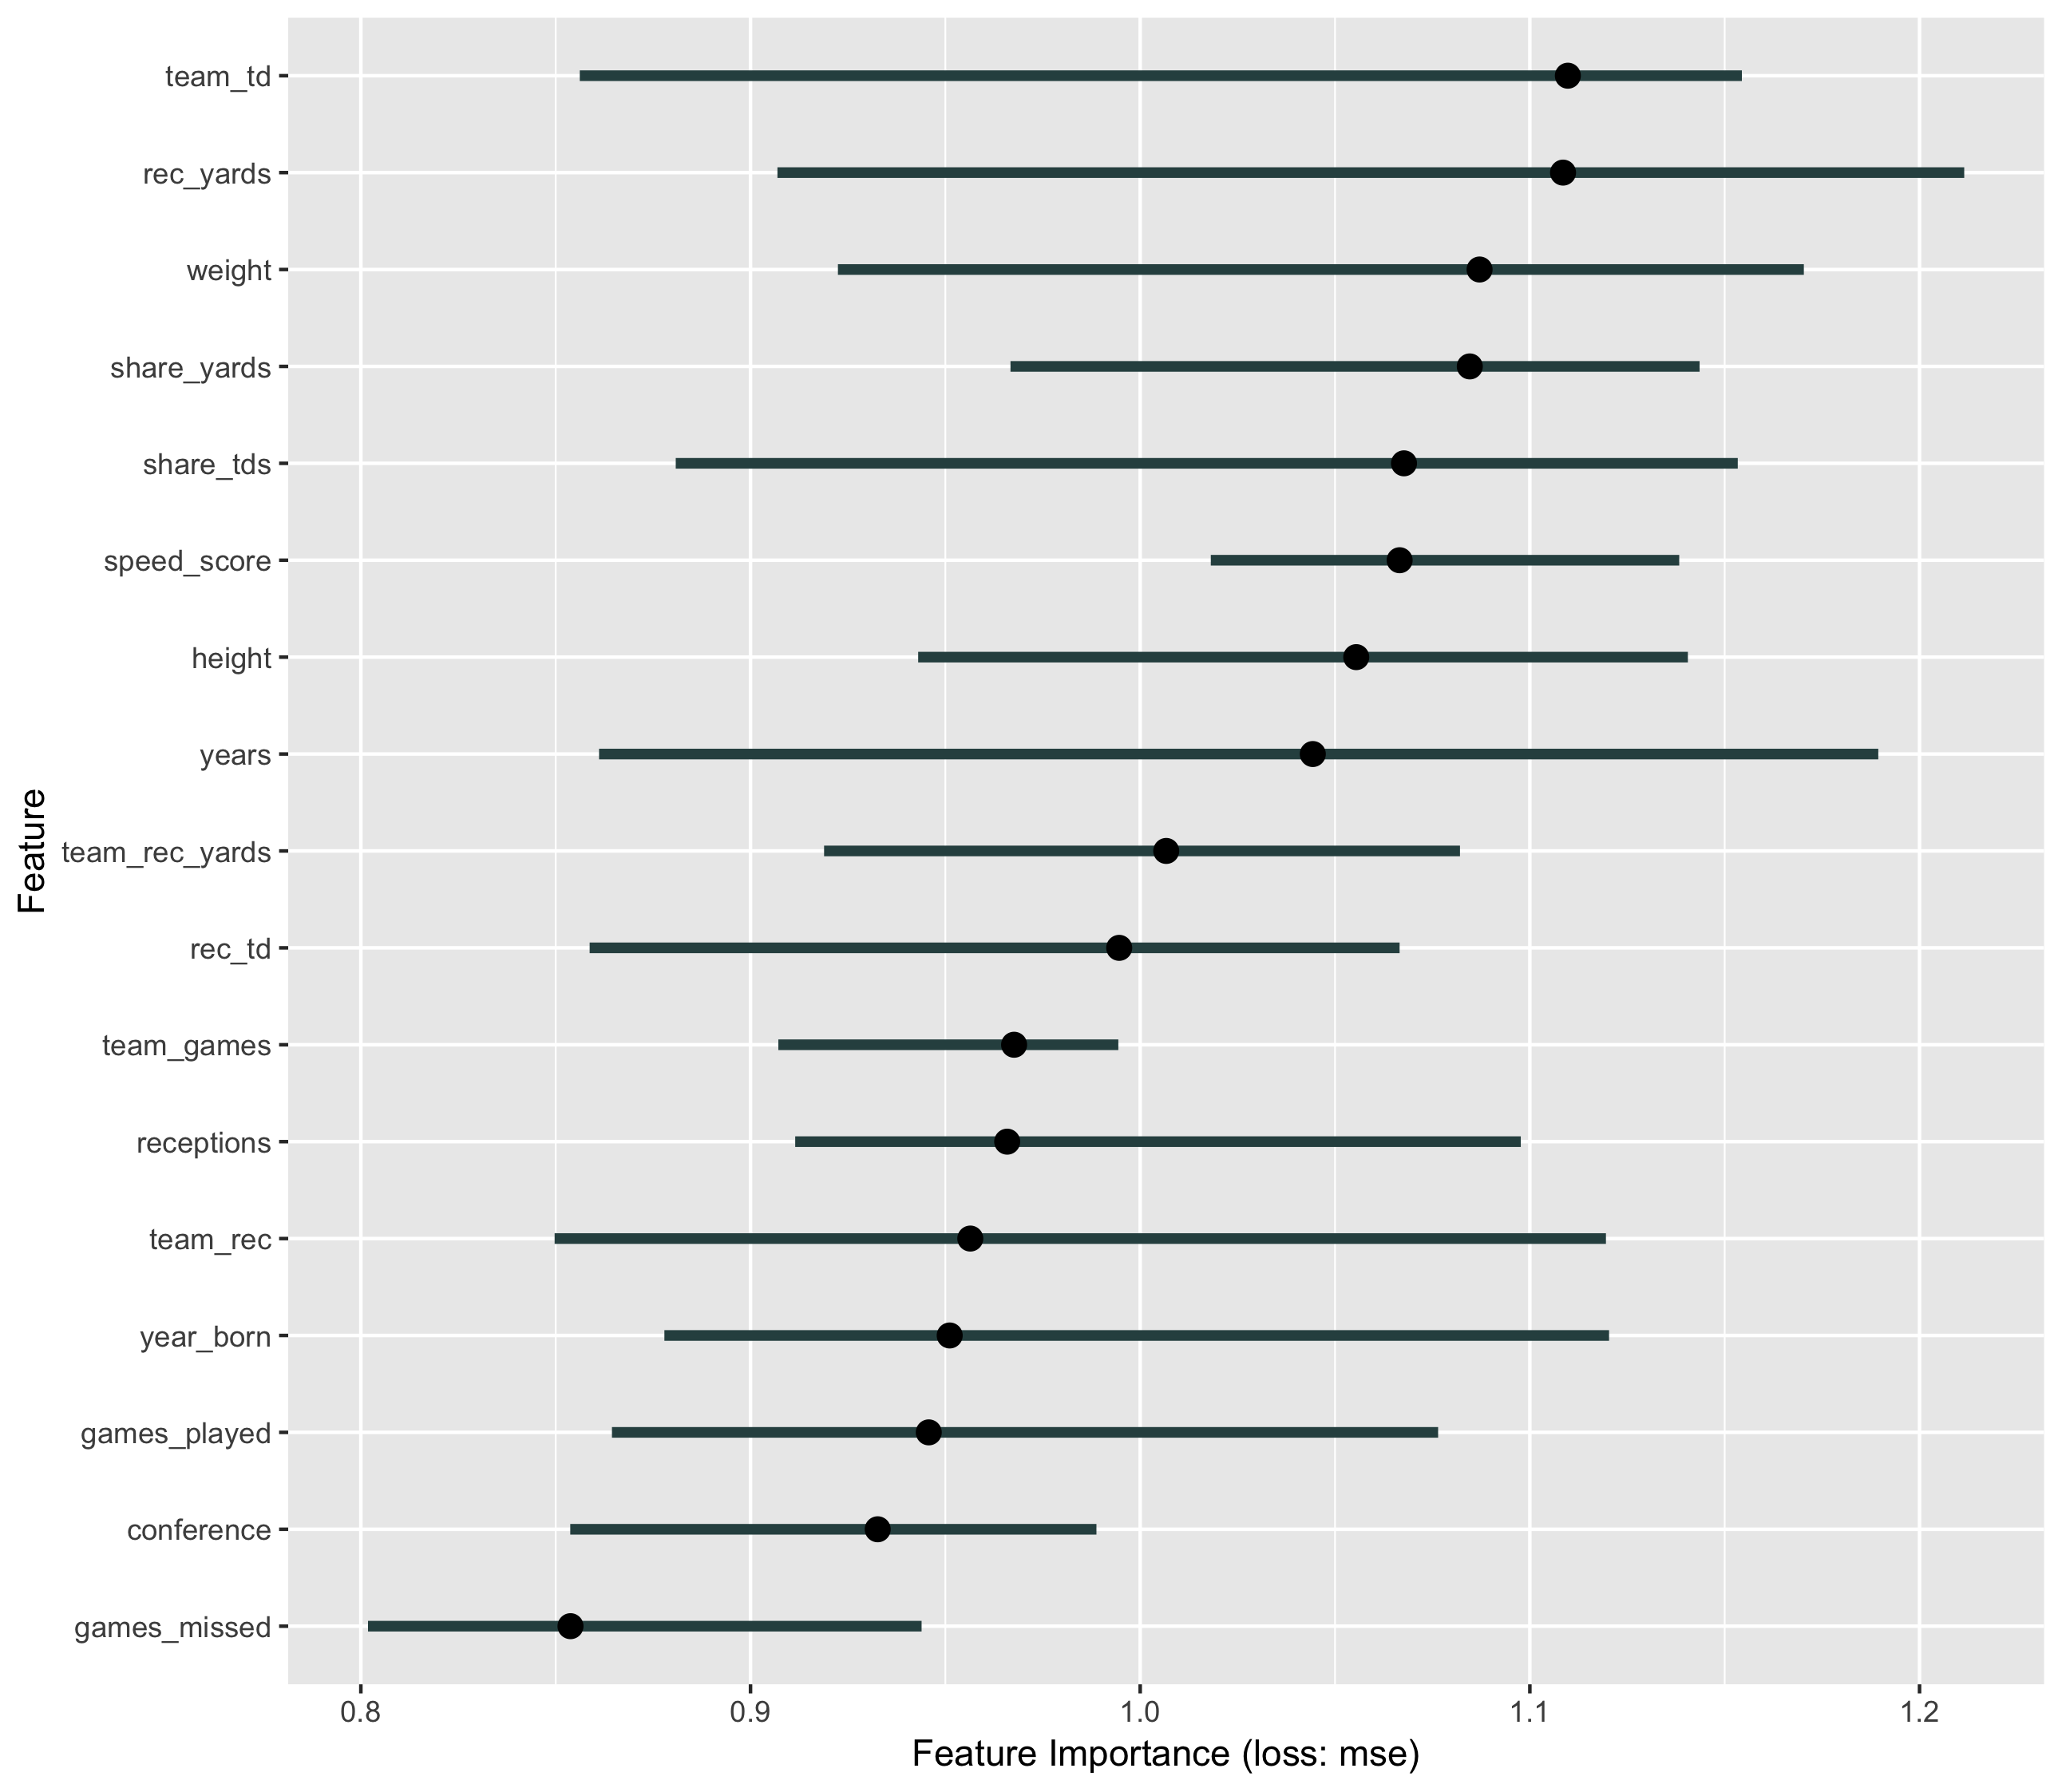 team_td
rec_yards
weight
share_yards
share_tds
speed_score
height
years
team_rec_yards
rec_td
team_games
receptions
team_rec
year_born
games_played
conference
games_missed
Feature
0.8 0.9 1.0 1.1 1.2
Feature Importance (loss: mse)